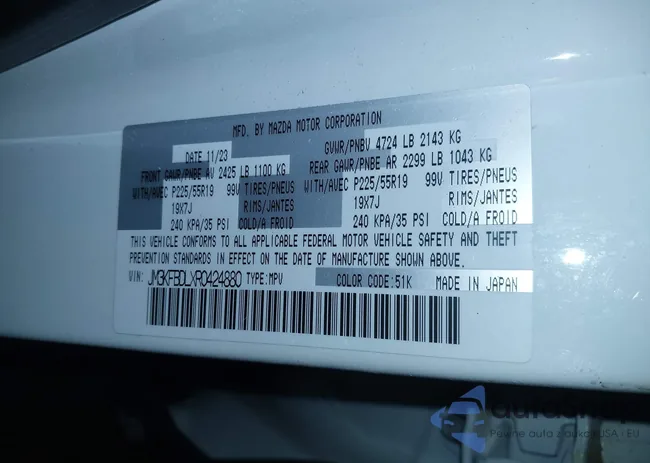 MFD. BY MAZDA MOTOR CORPORATION
DATE 11/23 GVWR/PNBV 4724 LB 2143 KG
FRONT GAWR/PNBE AV 2425 LB 1100 KG REAR GAWR/PNBE AR 2299 LB 1043 KG
WITH/AVEC P225/55R19 99V TIRES/PNEUS WITH/AVEC P225/55R19 99V TIRES/PNEUS
19X7J RIMS/JANTES 19X7J RIMS/JANTES
240 KPA/35 PSI COLD/A FROID 240 KPA/35 PSI COLD/A FROID
THIS VEHICLE CONFORMS TO ALL APPLICABLE FEDERAL MOTOR VEHICLE SAFETY AND THEFT
PREVENTION STANDARDS IN EFFECT ON THE DATE OF MANUFACTURE SHOWN ABOVE.
VIN: JM3KFBDLXR0424880 TYPE:MPV COLOR CODE:51K MADE IN JAPAN